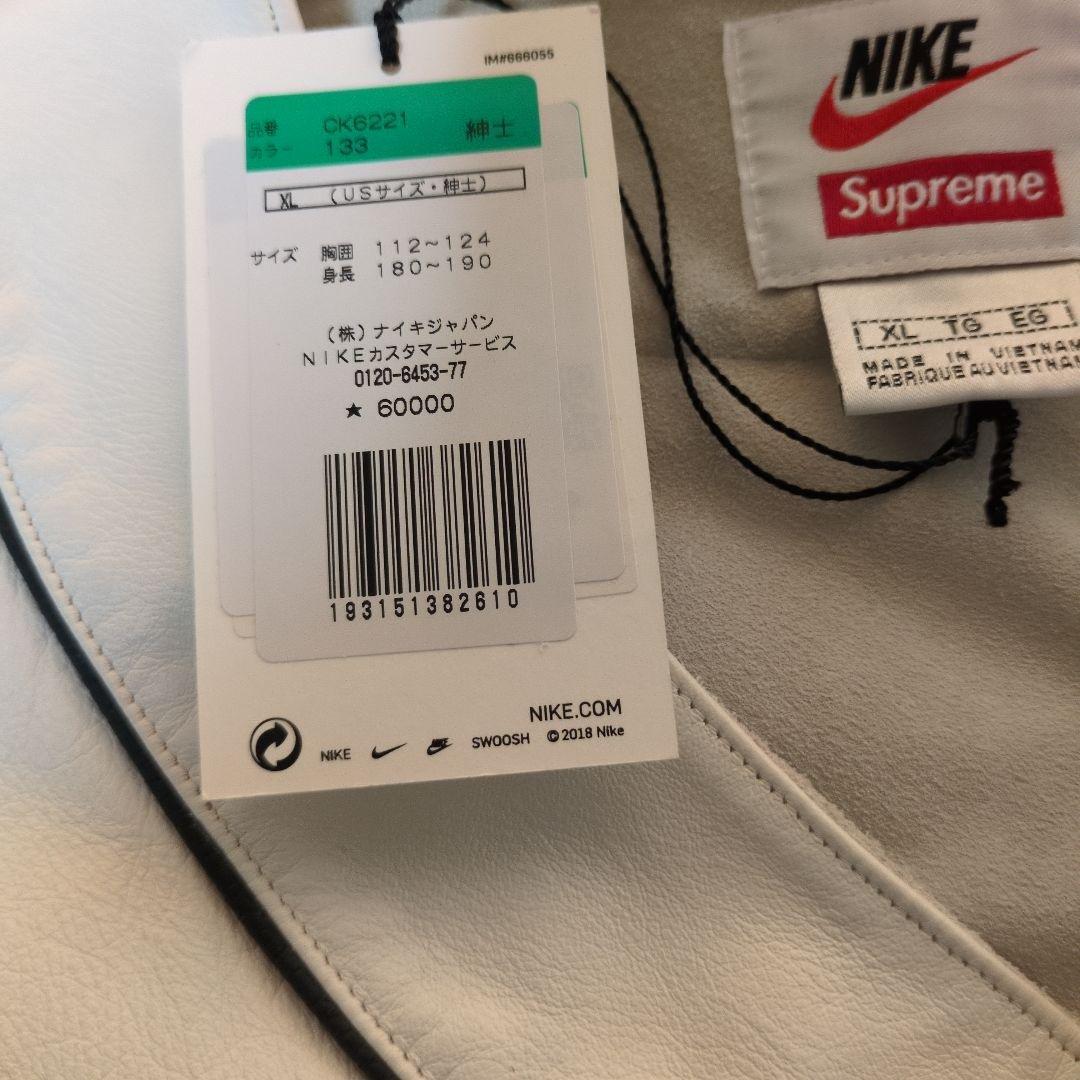 IM#666055
品番 CK6221 紳士
カラー 133
XL （USサイズ・紳士）
サイズ 胸囲 112～124
身長 180～190
（株）ナイキジャパン
NIKEカスタマーサービス
0120-6453-77
★ 60000
193151382610
NIKE.COM
NIKE SWOOSH ©2018 Nike
NIKE
Supreme
XL TG EG
MADE IN VIETNAM
FABRIQUE AU VIETNAM